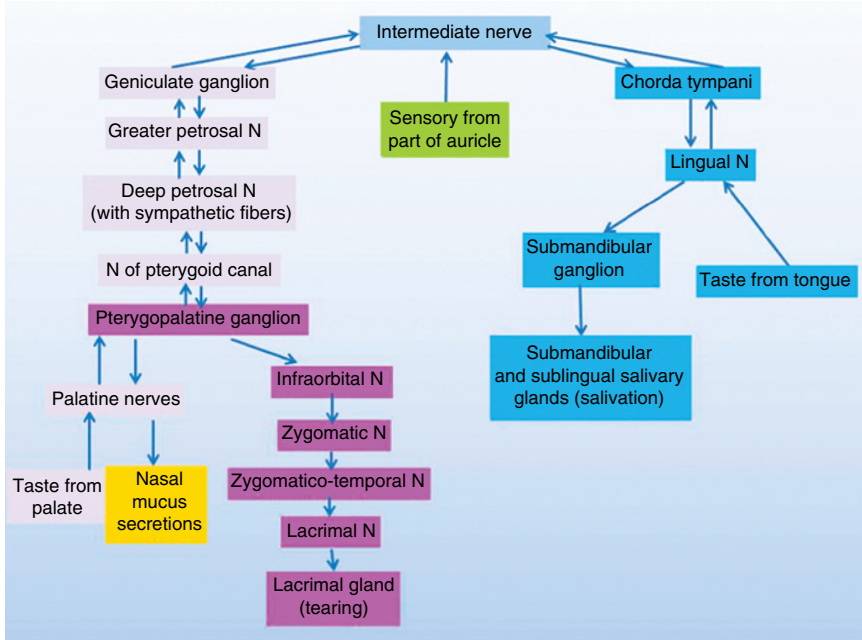 Intermediate nerve
Geniculate ganglion
Chorda tympani
Sensory from
part of auricle
Greater petrosal N
Lingual N
Deep petrosal N
(with sympathetic fibers)
Submandibular
ganglion
N of pterygoid canal
Taste from tongue
Pterygopalatine ganglion
Submandibular
and sublingual salivary
glands (salivation)
Infraorbital N
Palatine nerves
Zygomatic N
Taste from
palate
Nasal
mucus
secretions
Zygomatico-temporal N
Lacrimal N
Lacrimal gland
(tearing)